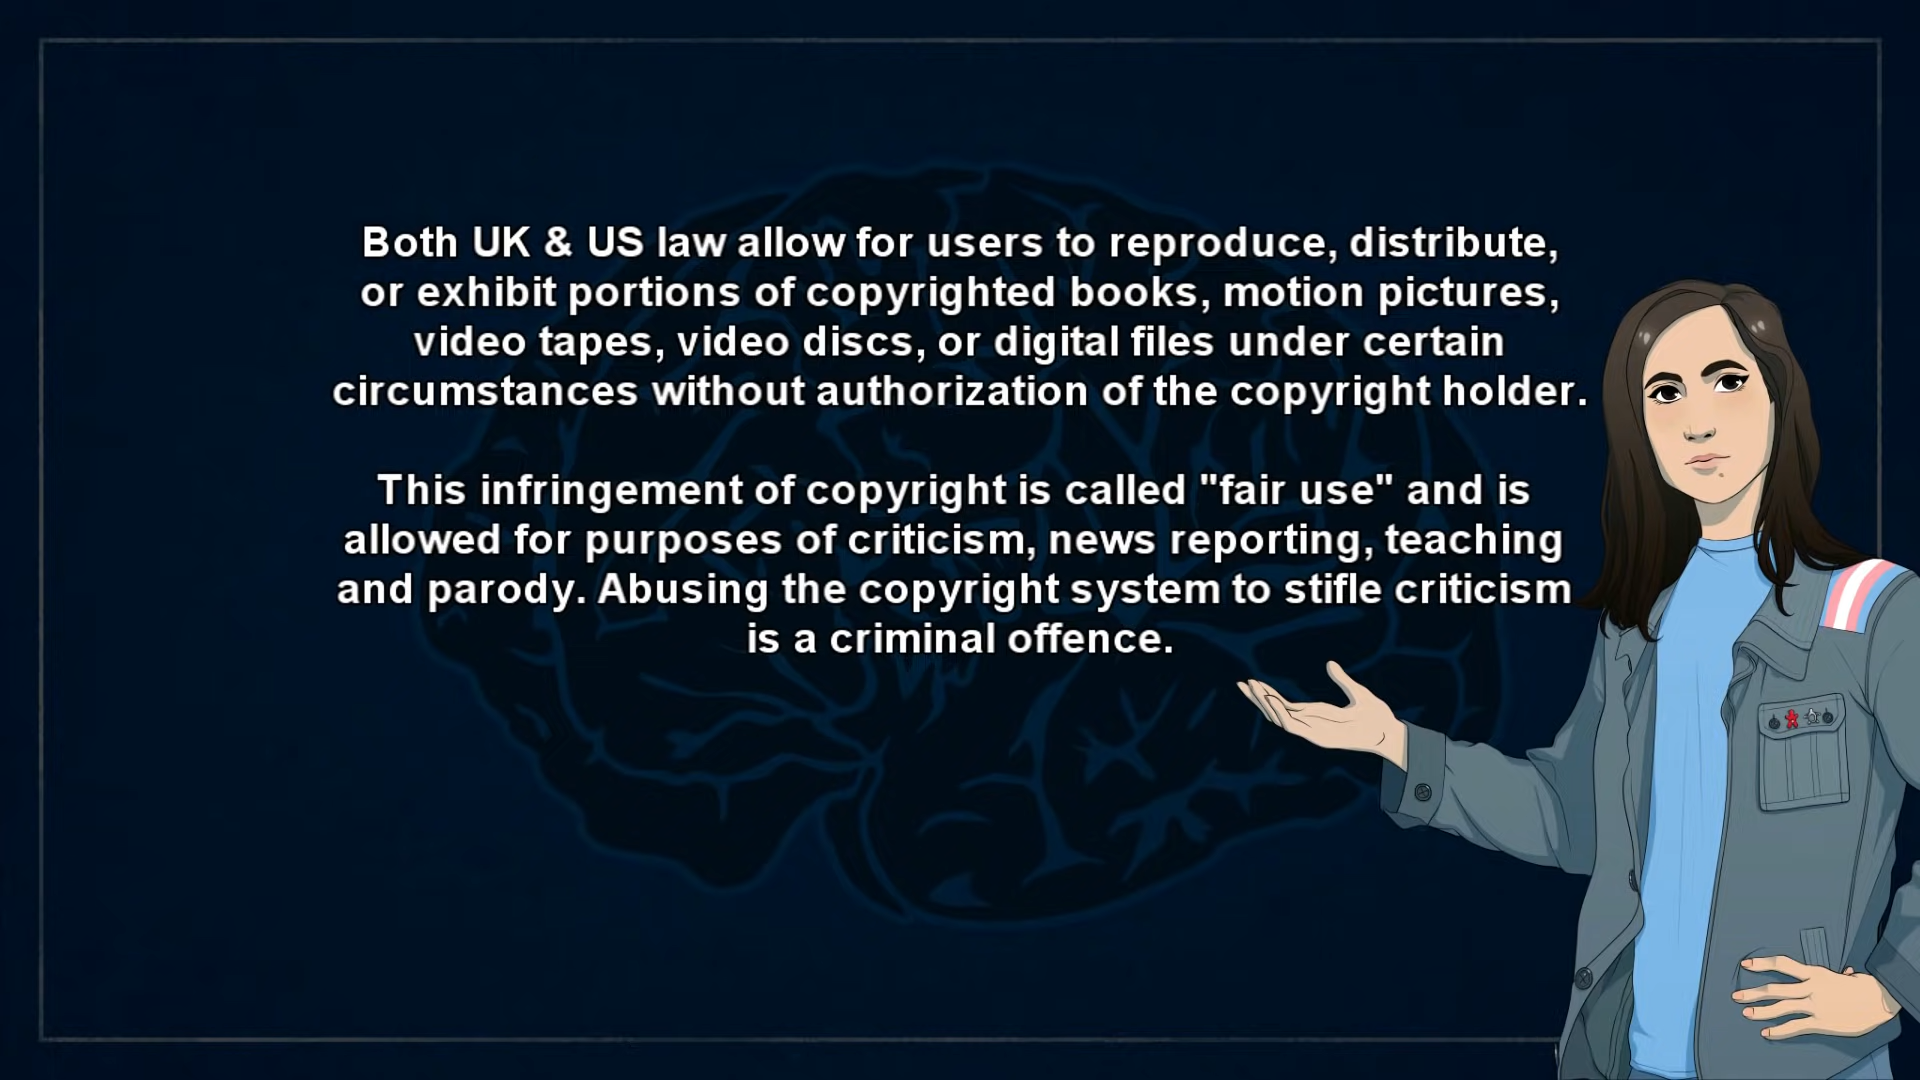 Both UK & US law allow for users to reproduce, distribute,
or exhibit portions of copyrighted books, motion pictures,
video tapes, video discs, or digital files under certain
circumstances without authorization of the copyright holder.
This infringement of copyright is called "fair use" and is
allowed for purposes of criticism, news reporting, teaching
and parody. Abusing the copyright system to stifle criticism
is a criminal offence.